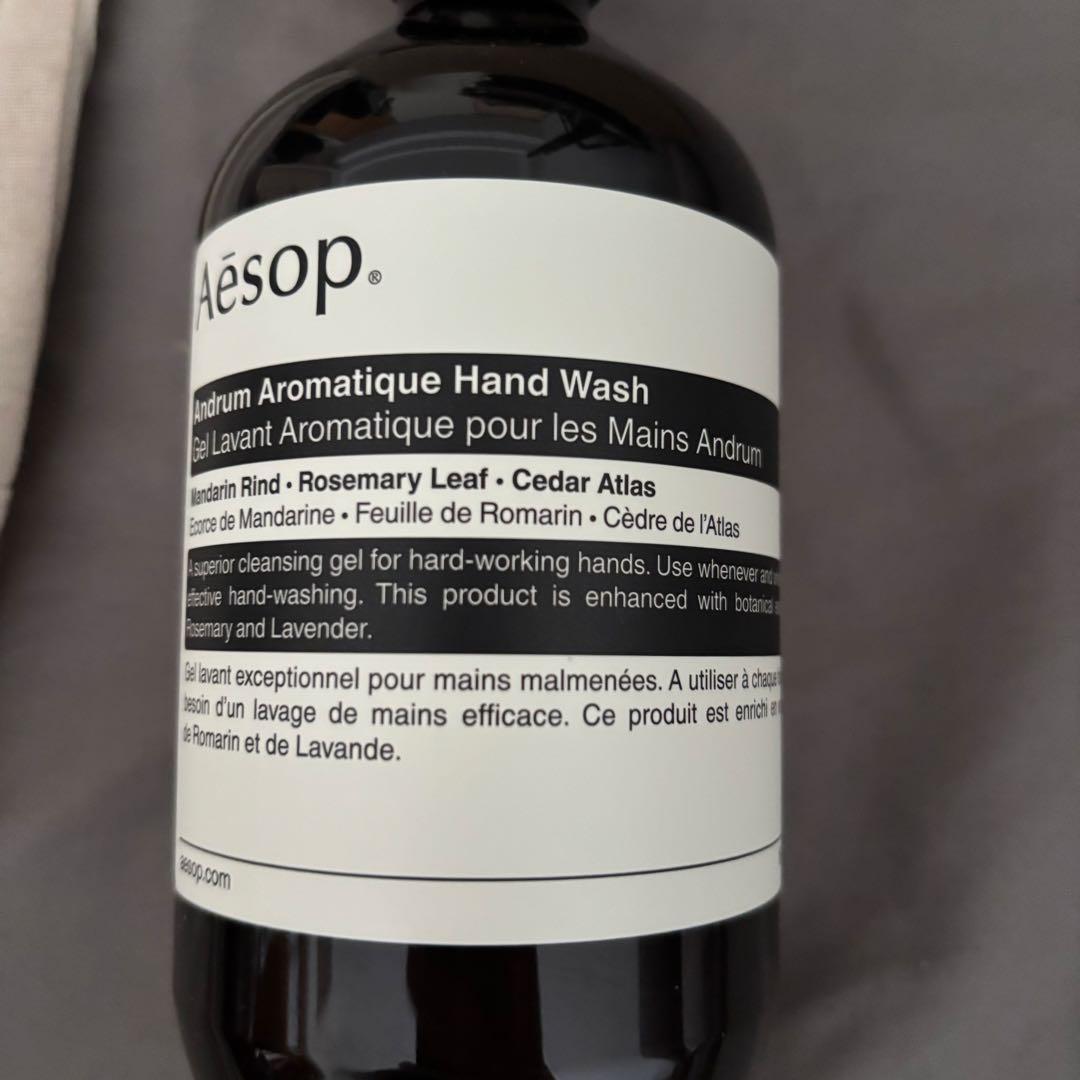 Aēsop®
Andrum Aromatique Hand Wash
Gel Lavant Aromatique pour les Mains Andrum
Mandarin Rind • Rosemary Leaf • Cedar Atlas
Ecorce de Mandarine • Feuille de Romarin • Cèdre de l'Atlas
A superior cleansing gel for hard-working hands. Use whenever and
effective hand-washing. This product is enhanced with botanical
Rosemary and Lavender.
Gel lavant exceptionnel pour mains malmenées. A utiliser à chaque
besoin d'un lavage de mains efficace. Ce produit est enrichi en
de Romarin et de Lavande.
aesop.com